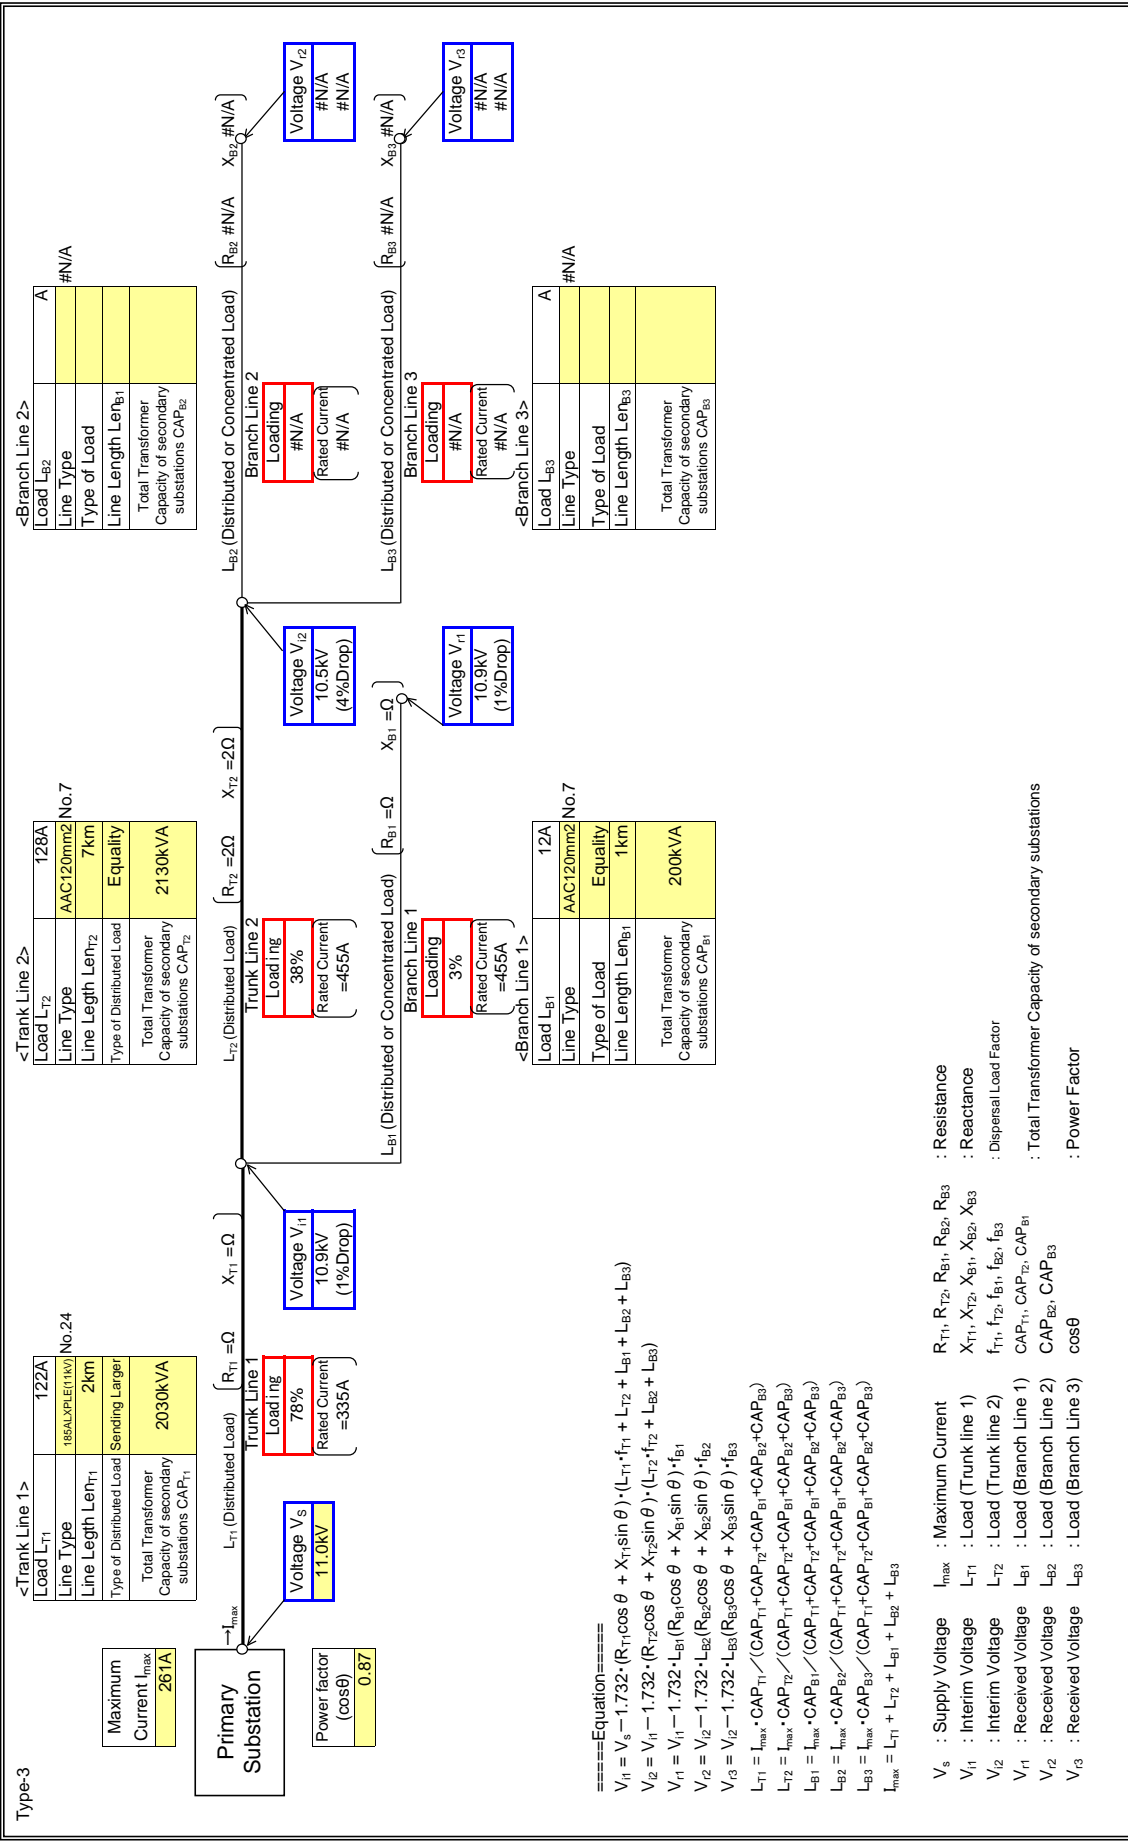 Type-3
Maximum
Current Imax
261A
Primary
Substation
Power factor
(cosθ)
0.87
→Imax
Voltage VS
11.0kV
<Trank Line 1>
Load LT1 122A
Line Type 185ALXPLE(11kV) No.24
Line Legth LenT1 2km
Type of Distributed Load Sending Larger
Total Transformer
Capacity of secondary
substations CAPT1
2030kVA
LT1 (Distributed Load)
RT1 =Ω XT1 =Ω
Trunk Line 1
Loading
78%
Rated Current
=335A
Voltage Vi1
10.9kV
(1%Drop)
<Trank Line 2>
Load LT2 128A
Line Type AAC120mm2 No.7
Line Legth LenT2 7km
Type of Distributed Load Equality
Total Transformer
Capacity of secondary
substations CAPT2
2130kVA
LT2 (Distributed Load)
RT2 =2Ω XT2 =2Ω
Trunk Line 2
Loading
38%
Rated Current
=455A
Voltage Vi2
10.5kV
(4%Drop)
LB1 (Distributed or Concentrated Load)
RB1 =Ω XB1 =Ω
Branch Line 1
Loading
3%
Rated Current
=455A
Voltage Vr1
10.9kV
(1%Drop)
<Branch Line 1>
Load LB1 12A
Line Type AAC120mm2 No.7
Type of Load Equality
Line Length LenB1 1km
Total Transformer
Capacity of secondary
substations CAPB1
200kVA
<Branch Line 2>
Load LB2 A
Line Type #N/A
Type of Load
Line Length LenB1
Total Transformer
Capacity of secondary
substations CAPB2
LB2 (Distributed or Concentrated Load)
RB2 #N/A XB2 #N/A
Branch Line 2
Loading
#N/A
Rated Current
#N/A
Voltage Vr2
#N/A
#N/A
LB3 (Distributed or Concentrated Load)
RB3 #N/A XB3 #N/A
Branch Line 3
Loading
#N/A
Rated Current
#N/A
Voltage Vr3
#N/A
#N/A
<Branch Line 3>
Load LB3 A
Line Type #N/A
Type of Load
Line Length LenB3
Total Transformer
Capacity of secondary
substations CAPB3
=====Equation=====
Vi1 = Vs−1.732・(RT1cos θ + XT1sin θ)・(LT1・fT1 + LT2 + LB1 + LB2 + LB3)
Vi2 = Vi1−1.732・(RT2cos θ + XT2sin θ)・(LT2・fT2 + LB2 + LB3)
Vr1 = Vi1−1.732・LB1(RB1cos θ + XB1sin θ)・fB1
Vr2 = Vi2−1.732・LB2(RB2cos θ + XB2sin θ)・fB2
Vr3 = Vi2−1.732・LB3(RB3cos θ + XB3sin θ)・fB3
LT1 = Imax・CAPT1／(CAPT1+CAPT2+CAPB1+CAPB2+CAPB3)
LT2 = Imax・CAPT2／(CAPT1+CAPT2+CAPB1+CAPB2+CAPB3)
LB1 = Imax・CAPB1／(CAPT1+CAPT2+CAPB1+CAPB2+CAPB3)
LB2 = Imax・CAPB2／(CAPT1+CAPT2+CAPB1+CAPB2+CAPB3)
LB3 = Imax・CAPB3／(CAPT1+CAPT2+CAPB1+CAPB2+CAPB3)
Imax = LT1 + LT2 + LB1 + LB2 + LB3
Vs : Supply Voltage Imax : Maximum Current RT1, RT2, RB1, RB2, RB3 : Resistance
Vi1 : Interim Voltage LT1 : Load (Trunk line 1) XT1, XT2, XB1, XB2, XB3 : Reactance
Vi2 : Interim Voltage LT2 : Load (Trunk line 2) fT1, fT2, fB1, fB2, fB3 : Dispersal Load Factor
Vr1 : Received Voltage LB1 : Load (Branch Line 1) CAPT1, CAPT2, CAPB1
Vr2 : Received Voltage LB2 : Load (Branch Line 2) CAPB2, CAPB3 : Total Transformer Capacity of secondary substations
Vr3 : Received Voltage LB3 : Load (Branch Line 3) cosθ : Power Factor